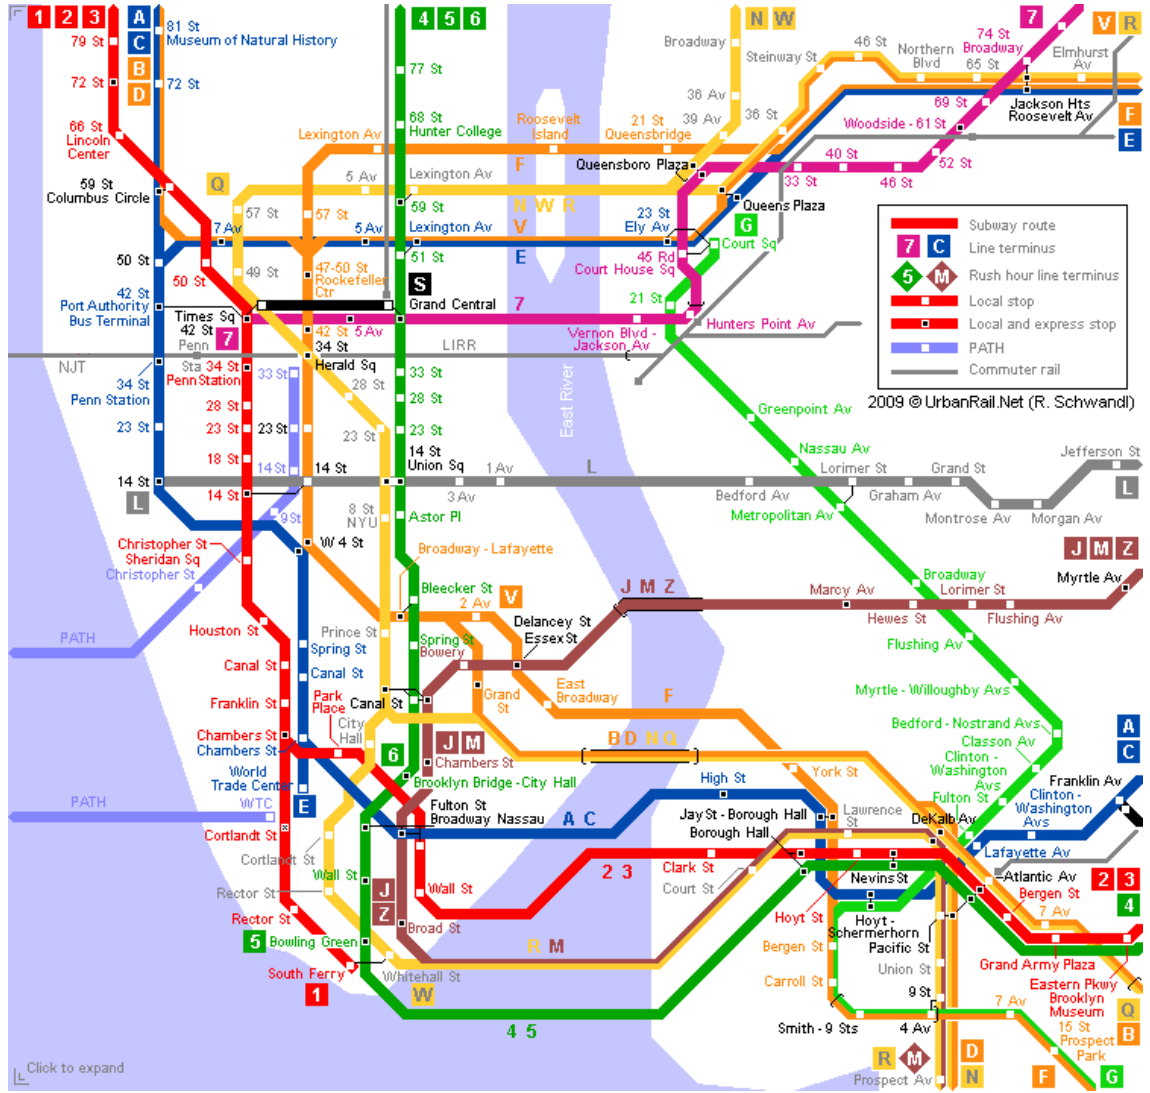 1 2 3
A
C
B
D
4 5 6
N W
7
V R
79 St
81 St
Museum of Natural History
72 St
72 St
77 St
Broadway
Steinway St
46 St
Northern
Blvd
65 St
74 St
Broadway
Elmhurst
Av
66 St
Lincoln
Center
68 St
Hunter College
36 Av
39 Av
36 St
Jackson Hts
Roosevelt Av
69 St
Woodside - 61 St
F
E
Lexington Av
Roosevelt
Island
21 St
Queensbridge
F
Queensboro Plaza
40 St
52 St
33 St
46 St
59 St
Columbus Circle
Q
5 Av
Lexington Av
57 St
57 St
59 St
N W R
Queens Plaza
7 Av
5 Av
Lexington Av
V
23 St
Ely Av
G
Court Sq
E
Subway route
7 C
Line terminus
5 M
Rush hour line terminus
Local stop
Local and express stop
PATH
Commuter rail
50 St
50 St
49 St
47-50 St
Rockefeller
Ctr
51 St
45 Rd
Court House Sq
S
42 St
Port Authority
Bus Terminal
Times Sq
42 St
Grand Central
7
21 St
7
42 St
5 Av
Vernon Blvd -
Jackson Av
Hunters Point Av
Penn
Sta
34 St
Herald Sq
LIRR
NJT
34 St
Penn Station
34 St
Penn Station
33 St
28 St
33 St
28 St
28 St
2009 © UrbanRail.Net (R. Schwandl)
East River
23 St
23 St
23 St
23 St
23 St
Greenpoint Av
18 St
14 St
14 St
14 St
Union Sq
1 Av
L
Nassau Av
Lorimer St
Grand St
Jefferson St
14 St
L
14 St
3 Av
Bedford Av
Graham Av
L
Metropolitan Av
Montrose Av
Morgan Av
9 St
8 St
NYU
Astor Pl
Christopher St
Sheridan Sq
W 4 St
Broadway - Lafayette
J M Z
Christopher St
Bleecker St
2 Av
V
J M Z
Marcy Av
Broadway
Lorimer St
Myrtle Av
Hewes St
Flushing Av
PATH
Houston St
Prince St
Spring St
Delancey St
Essex St
Flushing Av
Spring St
Bowery
Canal St
Canal St
Grand
St
East
Broadway
F
Myrtle - Willoughby Avs
Franklin St
Park
Place
Canal St
Chambers St
Chambers St
City
Hall
6
J M
Chambers St
B D N Q
Bedford - Nostrand Avs
Classon Av
Clinton -
Washington
Avs
A
C
World
Trade Center
E
Brooklyn Bridge - City Hall
High St
York St
Fulton St
Franklin Av
Clinton -
Washington
Avs
PATH
WTC
Fulton St
Broadway Nassau
A C
Jay St - Borough Hall
Borough Hall
Lawrence
St
DeKalb Av
Cortlandt St
Cortlandt St
Lafayette Av
Wall St
Rector St
Wall St
2 3
Clark St
Court St
Nevins St
Atlantic Av
Bergen St
2 3
4
J
Z
Rector St
Broad St
Hoyt St
Hoyt -
Schermerhorn
7 Av
5
Bowling Green
R M
Bergen St
Pacific St
Grand Army Plaza
South Ferry
Whitehall St
Union St
Carroll St
Eastern Pkwy
Brooklyn
Museum
1
W
9 St
7 Av
Q
B
4 5
Smith - 9 Sts
4 Av
15 St
Prospect
Park
R M
D
N
Prospect Av
F
G
Click to expand